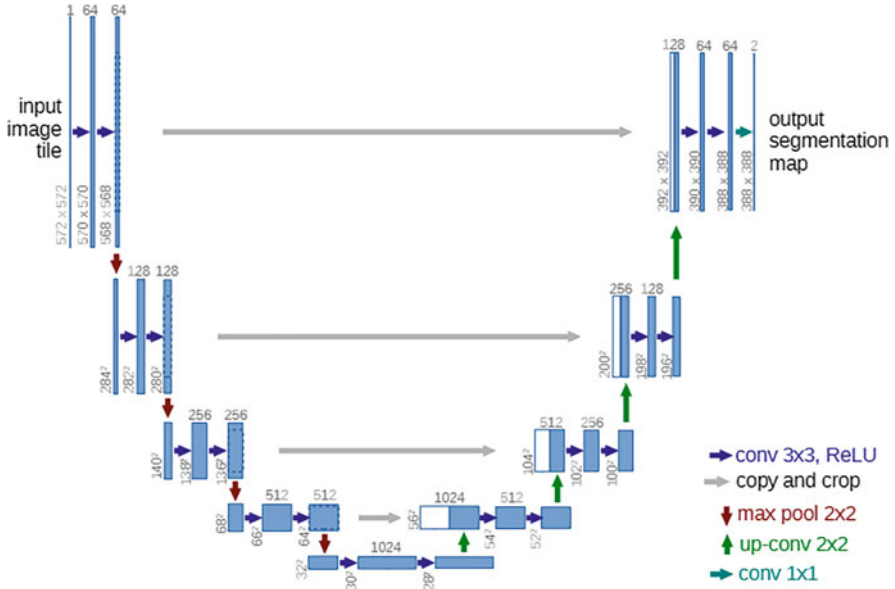 1 64 64
input
image
tile
572 x 572
570 x 570
568 x 568
128 64 64 2
output
segmentation
map
392 x 392
390 x 390
388 x 388
388 x 388
128 128
284²
282²
280²
256 128
200²
198²
196²
256 256
140²
138²
136²
512 256
104²
102²
100²
512 512
68²
66²
64²
1024 512
56²
54²
52²
1024
32²
30²
28²
conv 3x3, ReLU
copy and crop
max pool 2x2
up-conv 2x2
conv 1x1